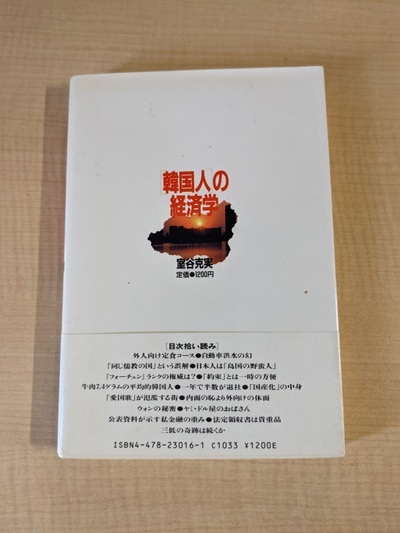 「韓国人」の
経済学
室谷克実
定価●1200円
[目次拾い読み]
外人向け定食コース●自動車洪水の幻
「同じ儒教の国」という誤解●日本人は「島国の野蛮人」
「フォーチュン」ランクの権威は?●「約束」とは一時の方便
牛肉7.4グラムの平均的韓国人●一年で半数が退社●「国産化」の中身
「愛国歌」が氾濫する街●内面の恥より外向けの体面
ウォンの秘密●ヤミ・ドル屋のおばさん
公表資料が示す私金融の重み●法定領収書は貴重品
三低の奇跡は続くか
ISBN4-478-23016-1 C1033 ¥1200E